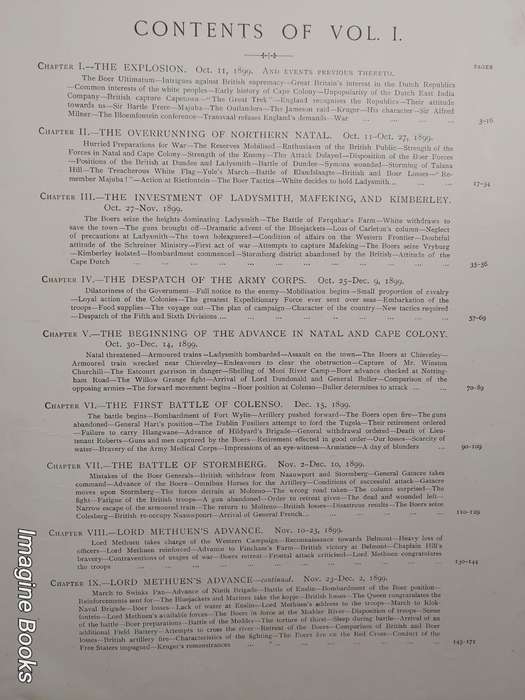 CONTENTS OF VOL. I.
PAGES
CHAPTER I.—THE EXPLOSION. OCT. 11, 1899. AND EVENTS PREVIOUS THERETO.
The Boer Ultimatum—Intrigues against British supremacy—Great Britain's interest in the Dutch Republics
—Common interests of the white peoples—Early history of Cape Colony—Unpopularity of the Dutch East India
Company—British capture Capetown—"The Great Trek"—England recognises the Republics—Their attitude
towards us—Sir Bartle Frere—Majuba—The Outlanders—The Jameson raid—Kruger—His character—Sir Alfred
Milner—The Bloemfontein conference—Transvaal refuses England's demands—War ... ... ... ... 3-16
CHAPTER II.—THE OVERRUNNING OF NORTHERN NATAL. OCT. 11—OCT. 27, 1899.
Hurried Preparations for War—The Reserves Mobilised—Enthusiasm of the British Public—Strength of the
Forces in Natal and Cape Colony—Strength of the Enemy—The Attack Delayed—Disposition of the Boer Forces
—Positions of the British at Dundee and Ladysmith—Battle of Dundee—Symons wounded—Storming of Talana
Hill—The Treacherous White Flag—Yule's March—Battle of Elandslaagte—British and Boer Losses—"Re-
member Majuba!"—Action at Rietfontein—The Boer Tactics—White decides to hold Ladysmith... ... ... 17-34
CHAPTER III.—THE INVESTMENT OF LADYSMITH, MAFEKING, AND KIMBERLEY.
OCT. 27-NOV. 1899.
The Boers seize the heights dominating Ladysmith—The Battle of Farquhar's Farm—White withdraws to
save the town—The guns brought off—Dramatic advent of the Bluejackets—Loss of Carleton's column—Neglect
of precautions at Ladysmith—The town beleaguered—Condition of affairs on the Western Frontier—Doubtful
attitude of the Schreiner Ministry—First act of war—Attempts to capture Mafeking—The Boers seize Vryburg
—Kimberley isolated—Bombardment commenced—Stormberg district abandoned by the British—Attitude of the
Cape Dutch ... ... ... ... ... ... ... ... ... 35-56
CHAPTER IV.—THE DESPATCH OF THE ARMY CORPS. OCT. 25-DEC. 9, 1899.
Dilatoriness of the Government—Full notice to the enemy—Mobilisation begins—Small proportion of cavalry
—Loyal action of the Colonies—The greatest Expeditionary Force ever sent over seas—Embarkation of the
troops—Food supplies—The voyage out—The plan of campaign—Character of the country—New tactics required
—Despatch of the Fifth and Sixth Divisions ... ... ... ... ... ... ... 57-69
CHAPTER V.—THE BEGINNING OF THE ADVANCE IN NATAL AND CAPE COLONY.
OCT. 30-DEC. 14, 1899.
Natal threatened—Armoured trains—Ladysmith bombarded—Assault on the town—The Boers at Chieveley—
Armoured train wrecked near Chieveley—Endeavours to clear the obstruction—Capture of Mr. Winston
Churchill—The Eastcourt garrison in danger—Shelling of Mooi River Camp—Boer advance checked at Notting-
ham Road—The Willow Grange fight—Arrival of Lord Dundonald and General Buller—Comparison of the
opposing armies—The forward movement begins—Boer position at Colenso—Buller determines to attack ... ... 70-89
CHAPTER VI.—THE FIRST BATTLE OF COLENSO. DEC. 15, 1899.
The battle begins—Bombardment of Fort Wylie—Artillery pushed forward—The Boers open fire—The guns
abandoned—General Hart's position—The Dublin Fusiliers attempt to ford the Tugela—Their retirement ordered
—Failure to carry Hlangwane—Advance of Hildyard's Brigade—General withdrawal ordered—Death of Lieu-
tenant Roberts—Guns and men captured by the Boers—Retirement effected in good order—Our losses—Scarcity of
water—Bravery of the Army Medical Corps—Impressions of an eye-witness—Armistice—A day of blunders ... 90-109
CHAPTER VII.—THE BATTLE OF STORMBERG. NOV. 2-DEC. 10, 1899.
Mistakes of the Boer Generals—British withdraw from Naauwport and Stormberg—General Gatacre takes
command—Advance of the Boers—Omnibus Horses for the Artillery—Conditions of successful attack—Gatacre
moves upon Stormberg—The forces detrain at Molteno—The wrong road taken—The column surprised—The
fight—Fatigue of the British troops—A gun abandoned—Order to retreat given—The dead and wounded left—
Narrow escape of the armoured train—The return to Molteno—British losses—Disastrous results—The Boers seize
Colesberg—British re-occupy Naauwpoort—Arrival of General French... ... ... ... ... 110-129
CHAPTER VIII.—LORD METHUEN'S ADVANCE. NOV. 10-23, 1899.
Lord Methuen takes charge of the Western Campaign—Reconnaissance towards Belmont—Heavy loss of
officers—Lord Methuen reinforced—Advance to Fincham's Farm—British victory at Belmont—Chaplain Hill's
bravery—Contraventions of usages of war—Boers retreat—Frontal attack criticised—Lord Methuen congratulates
the troops ... ... ... ... ... ... ... ... ... 130-144
CHAPTER IX.—LORD METHUEN'S ADVANCE—continued. NOV. 23-DEC. 2, 1899.
March to Swinks Pan—Advance of Ninth Brigade—Battle of Enslin—Bombardment of the Boer position—
Reinforcements sent for—The Bluejackets and Marines take the kopje—British losses—The Queen congratulates the
Naval Brigade—Boer losses—Lack of water at Enslin—Lord Methuen's address to the troops—March to Klok-
fontein—Lord Methuen's available forces—The Boers in force at the Modder River—Disposition of troops—Scene
of the battle—Boer preparations—Battle of the Modder—The torture of thirst—Sleep during battle—Arrival of an
additional Field Battery—Attempts to cross the river—Retreat of the Boers—Comparison of British and Boer
losses—British artillery fire—Characteristics of the fighting—The Boers fire on the Red Cross—Conduct of the
Free Staters impugned—Kruger's remonstrances ... ... ... ... ... ... 145-172
Imagine Books